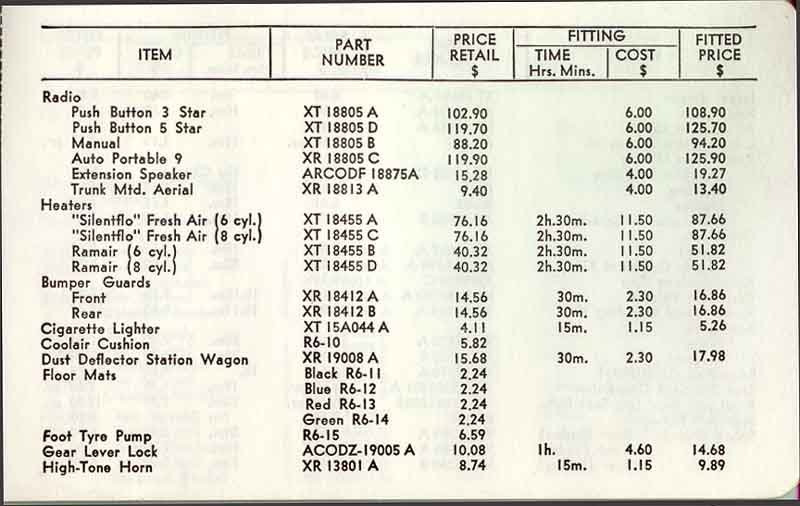 ITEM PART NUMBER PRICE RETAIL $ FITTING TIME Hrs. Mins. COST $ FITTED PRICE $
Radio
Push Button 3 Star XT 18805 A 102.90 6.00 108.90
Push Button 5 Star XT 18805 D 119.70 6.00 125.70
Manual XT 18805 B 88.20 6.00 94.20
Auto Portable 9 XR 18805 C 119.90 6.00 125.90
Extension Speaker ARCODF 18875A 15,28 4.00 19.27
Trunk Mtd. Aerial XR 18813 A 9.40 4.00 13.40
Heaters
"Silentflo" Fresh Air (6 cyl.) XT 18455 A 76.16 2h.30m. 11.50 87.66
"Silentflo" Fresh Air (8 cyl.) XT 18455 C 76.16 2h.30m. 11.50 87.66
Ramair (6 cyl.) XT 18455 B 40.32 2h.30m. 11.50 51.82
Ramair (8 cyl.) XT 18455 D 40.32 2h.30m. 11.50 51.82
Bumper Guards
Front XR 18412 A 14.56 30m. 2.30 16.86
Rear XR 18412 B 14.56 30m. 2.30 16.86
Cigarette Lighter XT 15A044 A 4.11 15m. 1.15 5.26
Coolair Cushion R6-10 5.82
Dust Deflector Station Wagon XR 19008 A 15.68 30m. 2.30 17.98
Floor Mats Black R6-11 2.24
Blue R6-12 2.24
Red R6-13 2.24
Green R6-14 2.24
Foot Tyre Pump R6-15 6.59
Gear Lever Lock ACODZ-19005 A 10.08 1h. 4.60 14.68
High-Tone Horn XR 13801 A 8.74 15m. 1.15 9.89